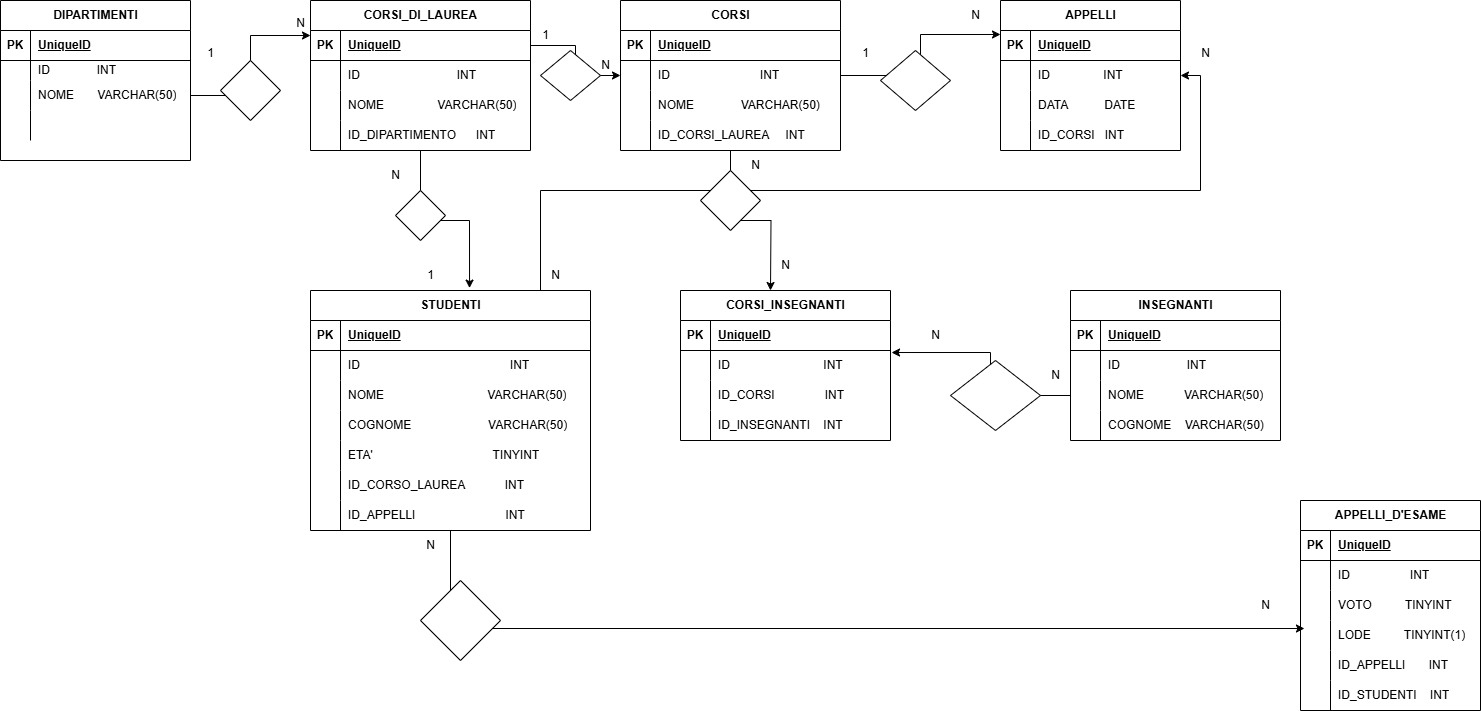 DIPARTIMENTI
PK UniqueID
ID INT
NOME VARCHAR(50)
1
N
CORSI_DI_LAUREA
PK UniqueID
ID INT
NOME VARCHAR(50)
ID_DIPARTIMENTO INT
1
N
CORSI
PK UniqueID
ID INT
NOME VARCHAR(50)
ID_CORSI_LAUREA INT
1
N
APPELLI
PK UniqueID
ID INT
DATA DATE
ID_CORSI INT
N
N
1
N
N
N
STUDENTI
PK UniqueID
ID INT
NOME VARCHAR(50)
COGNOME VARCHAR(50)
ETA' TINYINT
ID_CORSO_LAUREA INT
ID_APPELLI INT
CORSI_INSEGNANTI
PK UniqueID
ID INT
ID_CORSI INT
ID_INSEGNANTI INT
N
N
INSEGNANTI
PK UniqueID
ID INT
NOME VARCHAR(50)
COGNOME VARCHAR(50)
N
N
APPELLI_D'ESAME
PK UniqueID
ID INT
VOTO TINYINT
LODE TINYINT(1)
ID_APPELLI INT
ID_STUDENTI INT